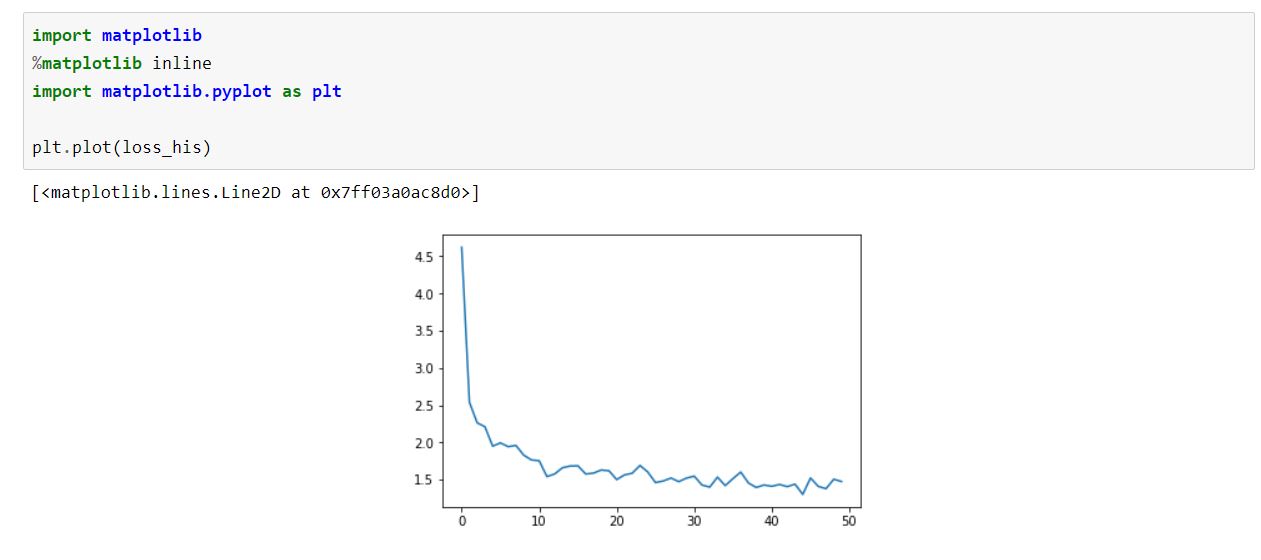 import matplotlib
%matplotlib inline
import matplotlib.pyplot as plt
plt.plot(loss_his)
[<matplotlib.lines.Line2D at 0x7ff03a0ac8d0>]
4.5
4.0
3.5
3.0
2.5
2.0
1.5
0 10 20 30 40 50